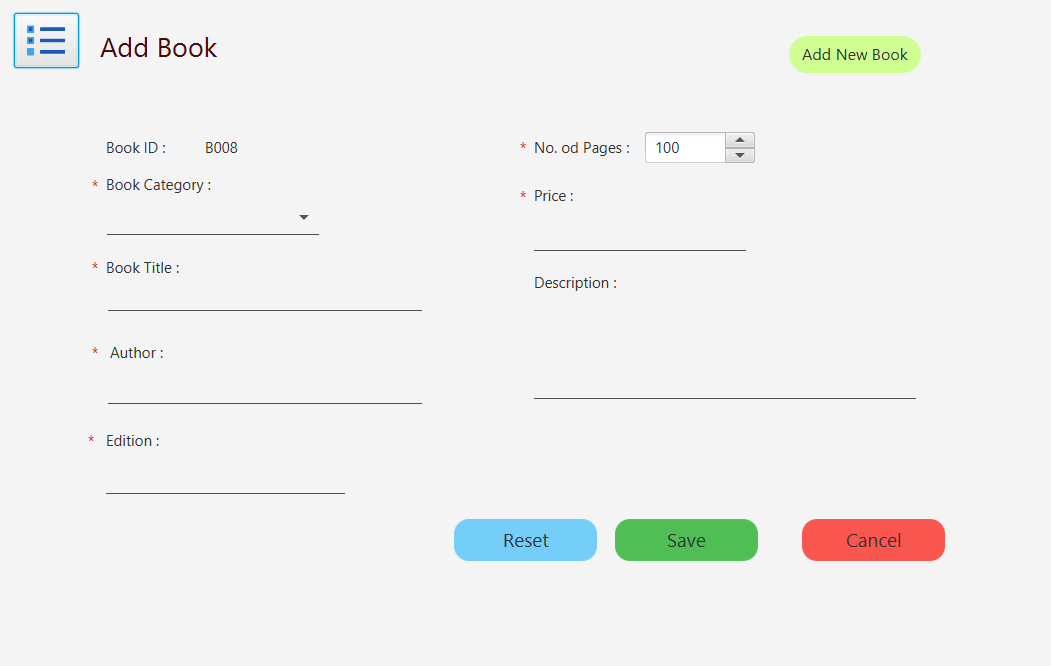 Add Book
Add New Book
Book ID : B008
* Book Category :
* Book Title :
* Author :
* Edition :
* No. od Pages : 100
* Price :
Description :
Reset
Save
Cancel